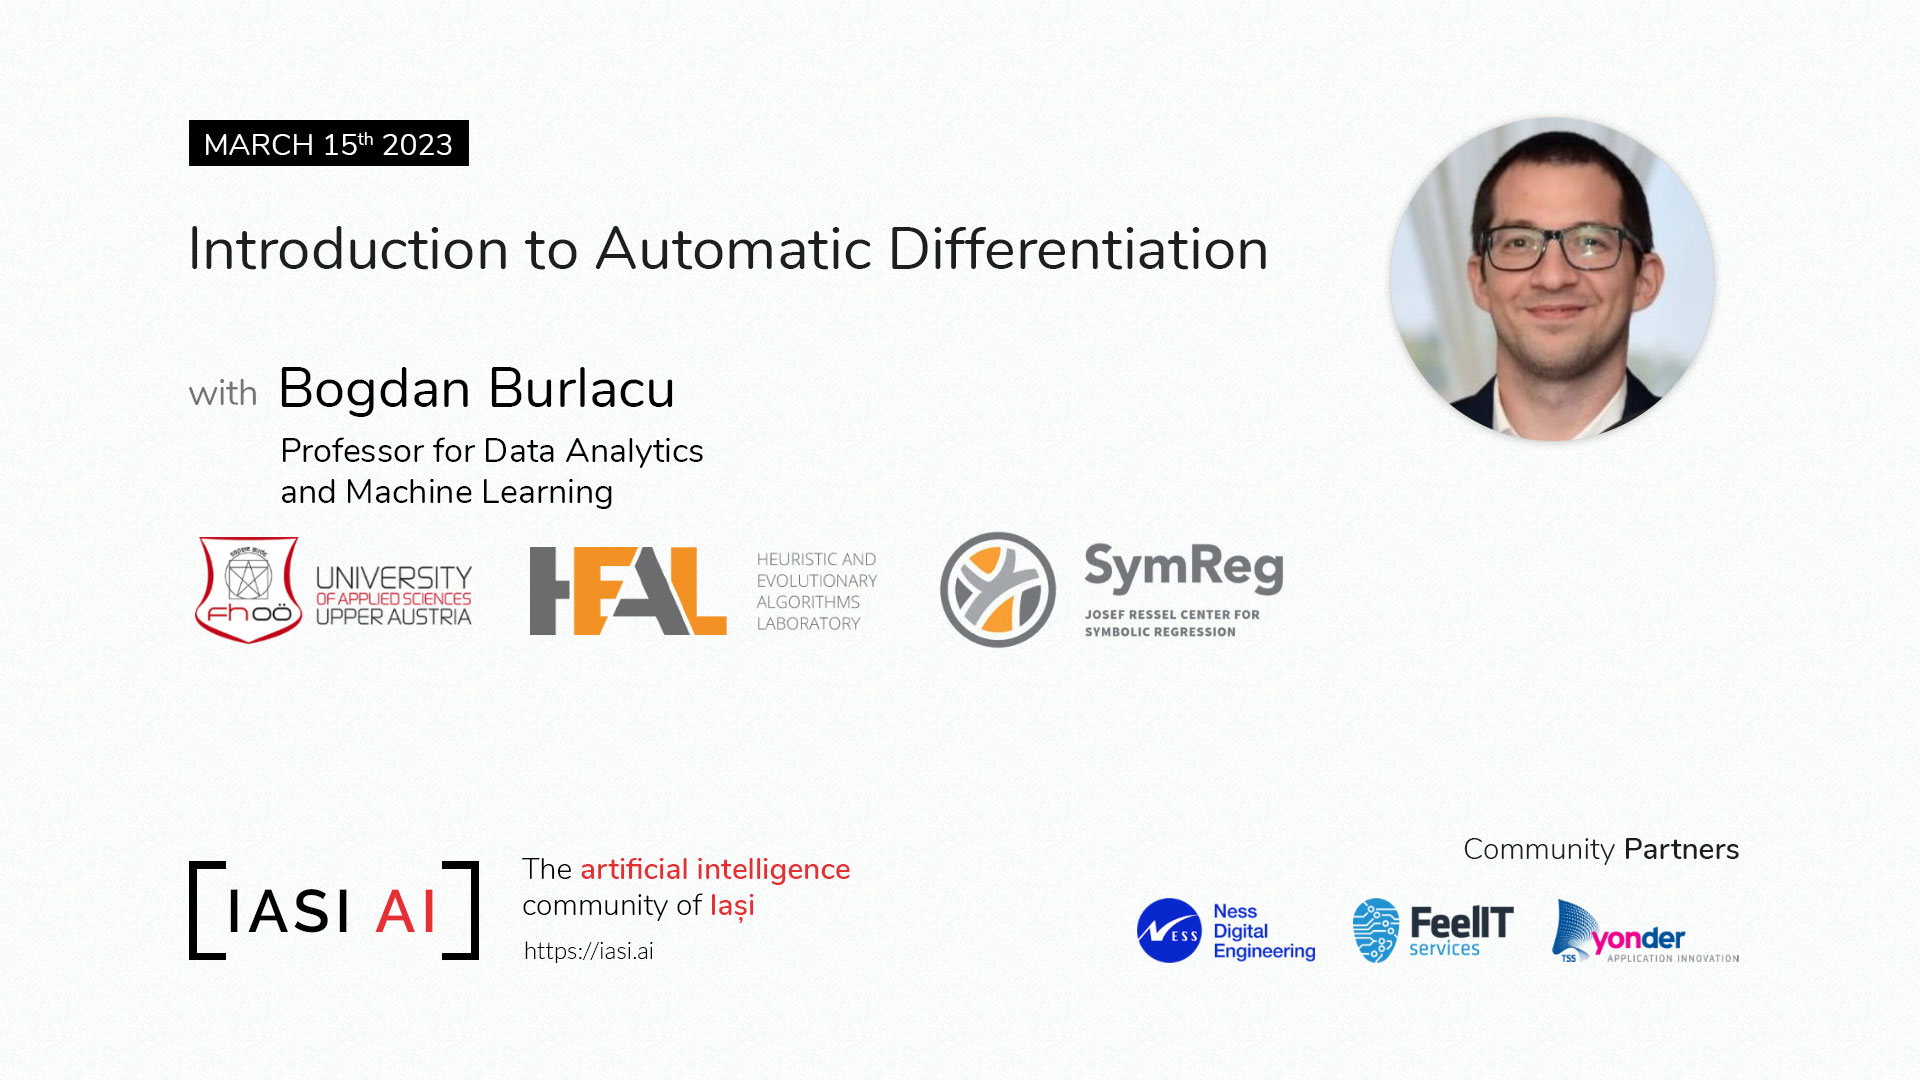 MARCH 15th 2023
Introduction to Automatic Differentiation
with Bogdan Burlacu
Professor for Data Analytics
and Machine Learning
fhoö
UNIVERSITY
OF APPLIED SCIENCES
UPPER AUSTRIA
HEAL
HEURISTIC AND
EVOLUTIONARY
ALGORITHMS
LABORATORY
SymReg
JOSEF RESSEL CENTER FOR
SYMBOLIC REGRESSION
[IASI AI]
The artificial intelligence
community of Iași
https://iasi.ai
Community Partners
NESS
Ness
Digital
Engineering
FeelIT
services
TSS
yonder
APPLICATION INNOVATION